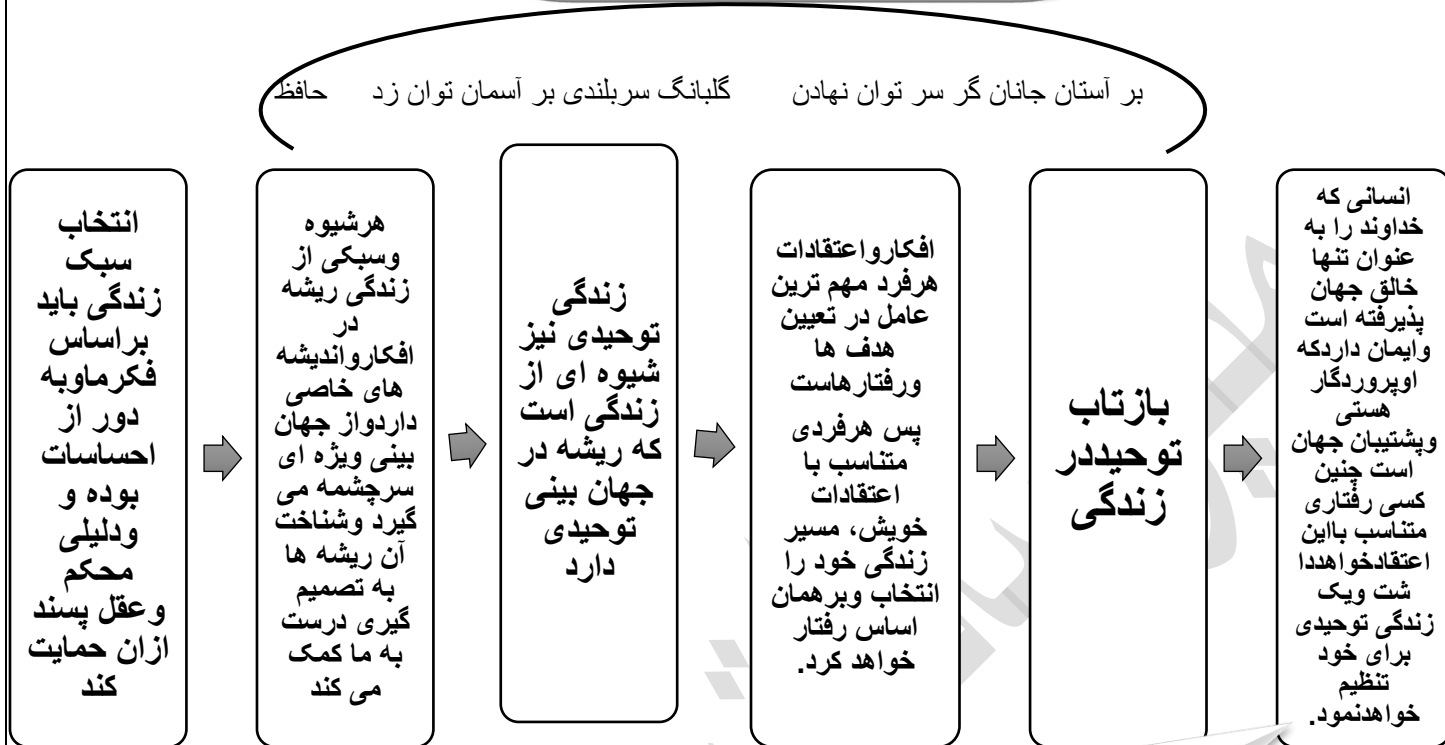 بر آستان جانان گر سر توان نهادن گلبانگ سربلندی بر آسمان توان زد حافظ
انتخاب
سبک
زندگی باید
براساس
فکرماوبه
دور از
احساسات
بوده و
ودلیلی
محکم
وعقل پسند
ازان حمایت
کند
هرشیوه
وسبکی از
زندگی ریشه
در
افکارواندیشه
های خاصی
داردواز جهان
بینی ویژه ای
سرچشمه می
گیرد وشناخت
آن ریشه ها
به تصمیم
گیری درست
به ما کمک
می کند
زندگی
توحیدی نیز
شیوه ای از
زندگی است
که ریشه در
جهان بینی
توحیدی
دارد
افکارواعتقادات
هرفرد مهم ترین
عامل در تعیین
هدف ها
ورفتارهاست
پس هرفردی
متناسب با
اعتقادات
خویش، مسیر
زندگی خود را
انتخاب وبرهمان
اساس رفتار
خواهد کرد.
بازتاب
توحیددر
زندگی
انسانی که
خداوند را به
عنوان تنها
خالق جهان
پذیرفته است
وایمان داردکه
اوپروردگار
هستی
وپشتیبان جهان
است چنین
کسی رفتاری
متناسب بااین
اعتقادخواهددا
شت ویک
زندگی توحیدی
برای خود
تنظیم
خواهدنمود.